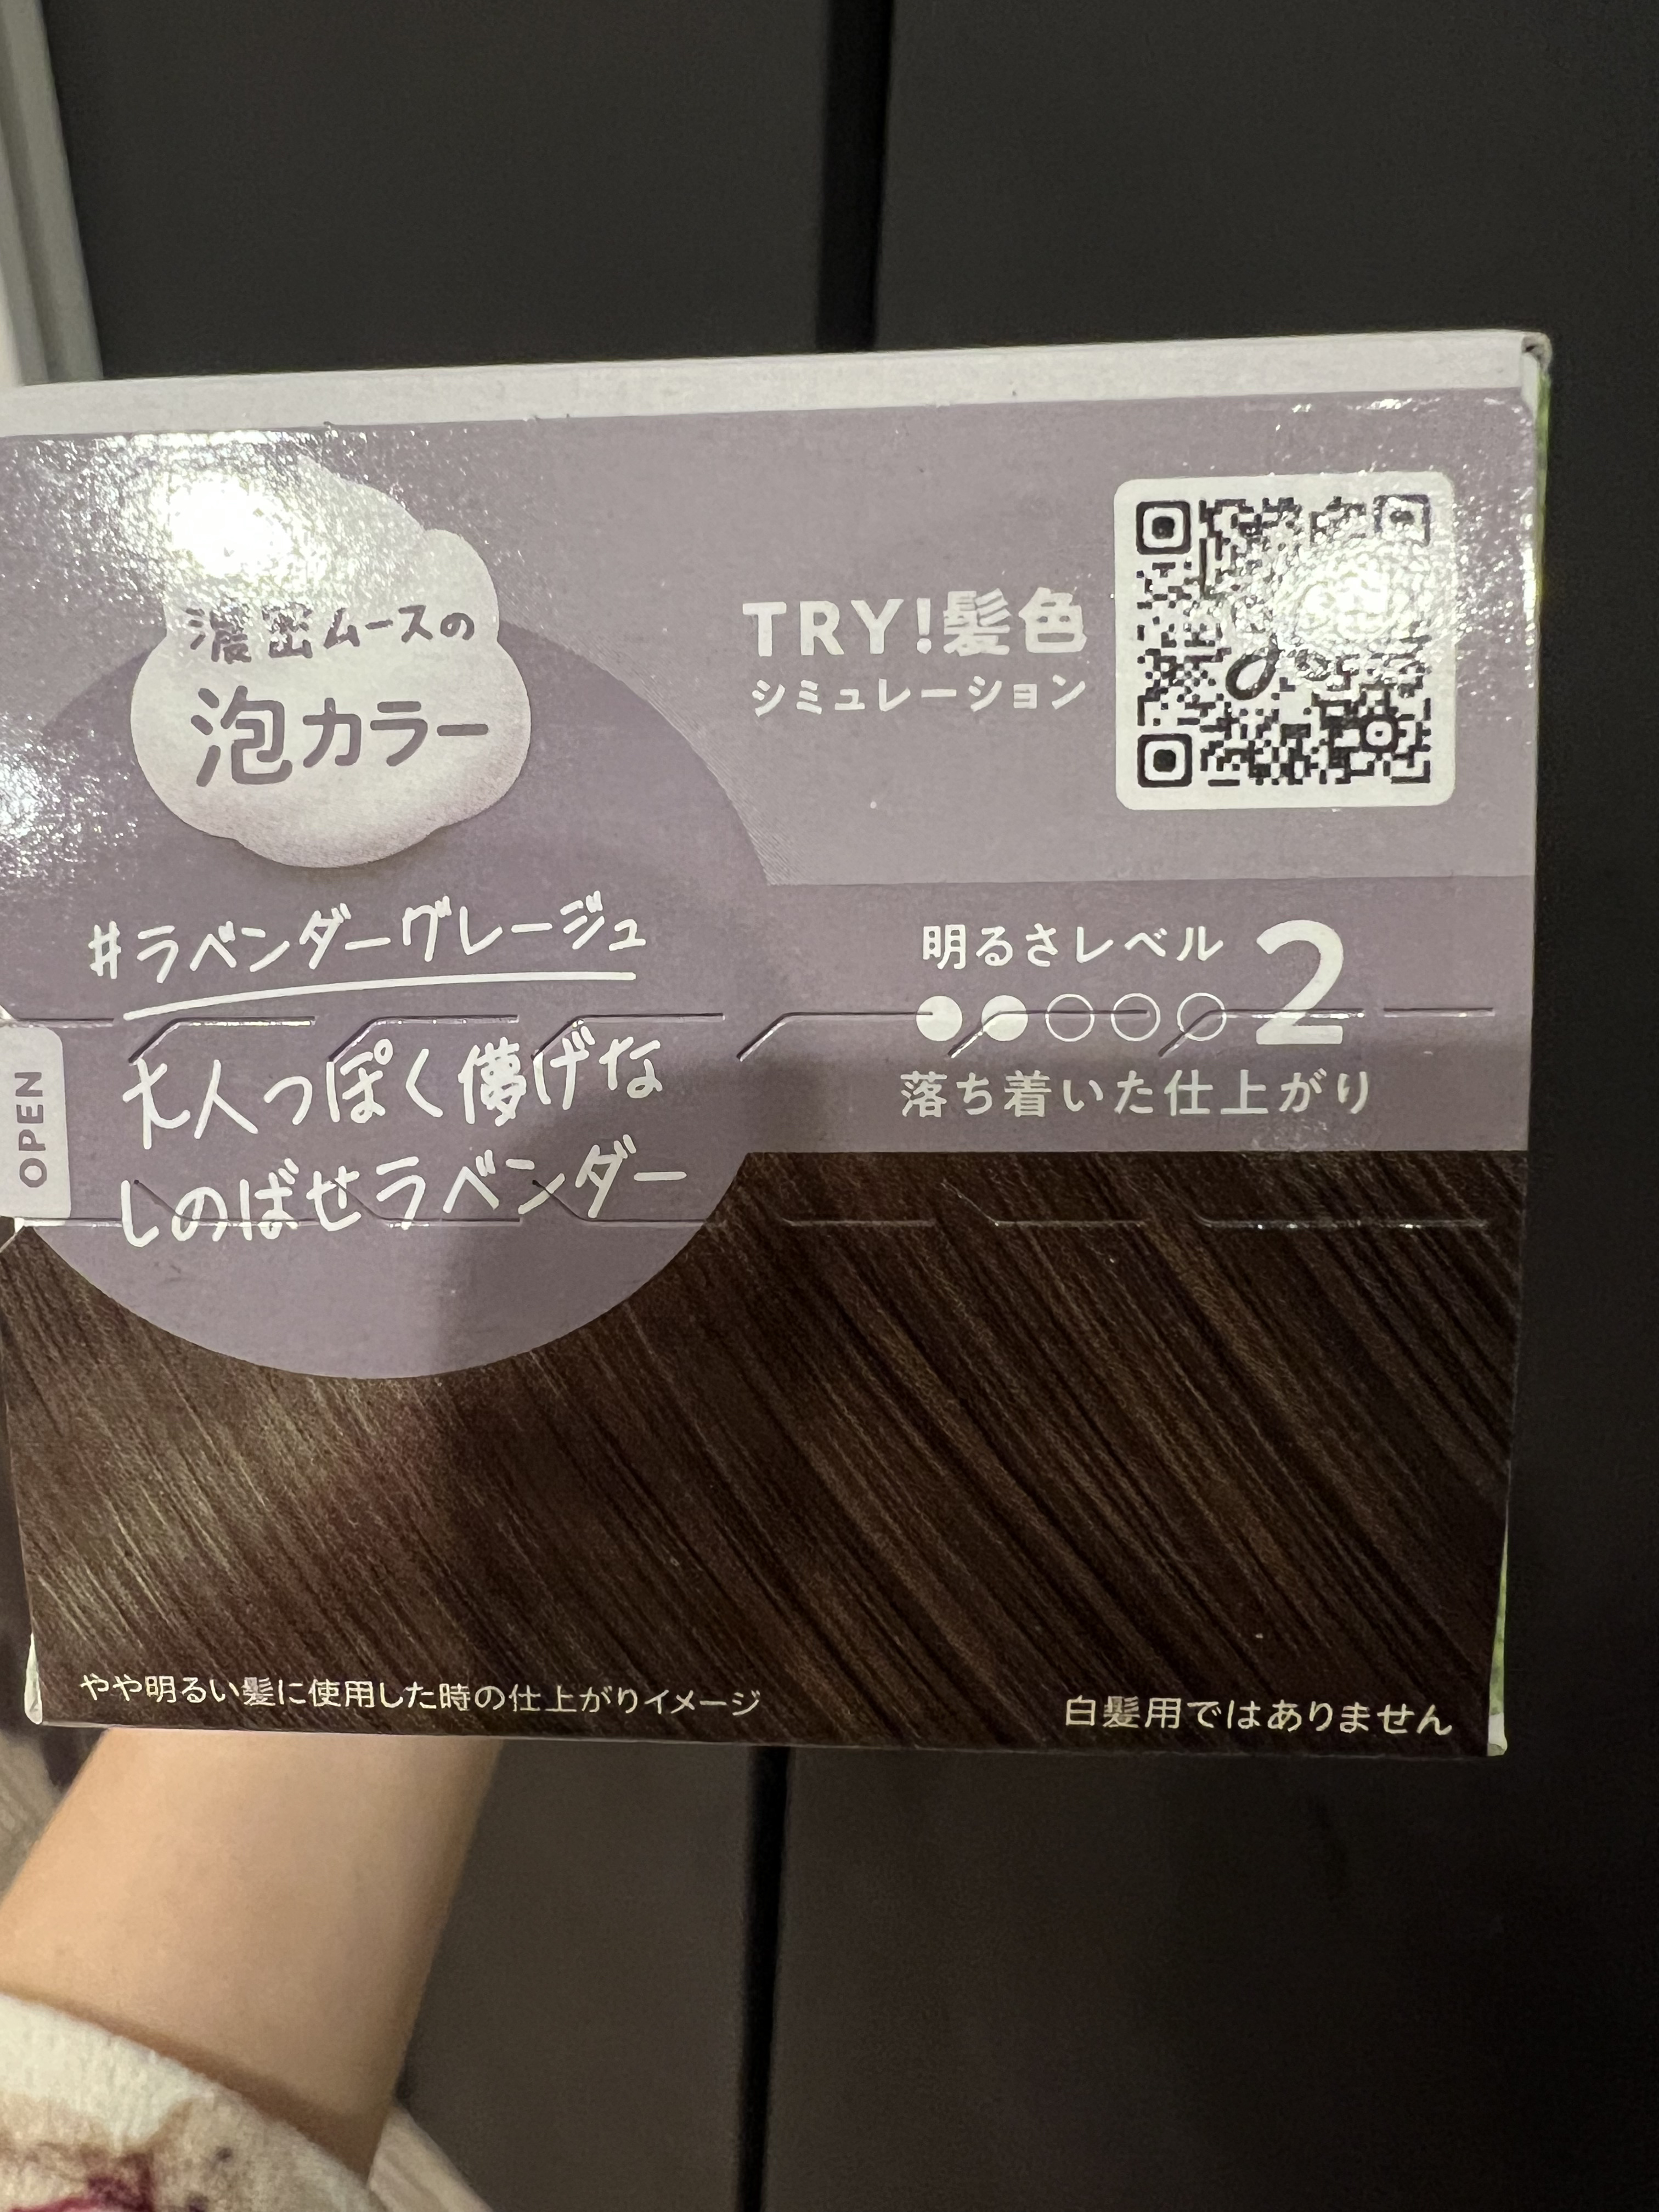 濃密ムースの
泡カラー
TRY!髪色
シミュレーション
#ラベンダーグレージュ
大人っぽく儚げな
しのばせラベンダー
明るさレベル 2
落ち着いた仕上がり
OPEN
やや明るい髪に使用した時の仕上がりイメージ
白髪用ではありません